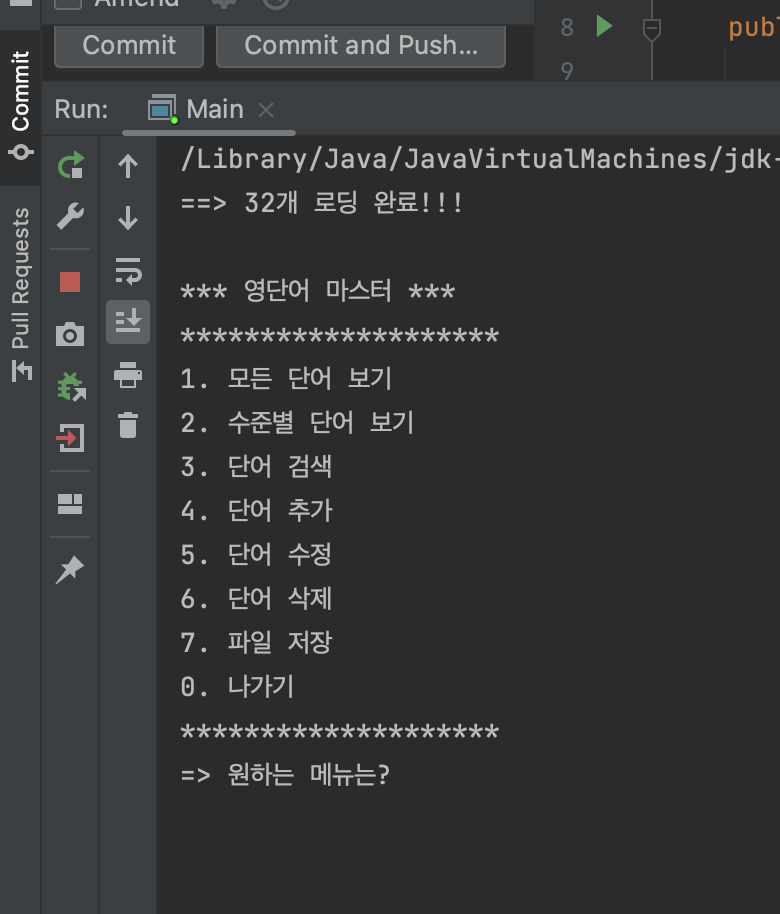 Amend
Commit
Commit and Push...
8
publ
9
Commit
Pull Requests
Run:
Main
/Library/Java/JavaVirtualMachines/jdk-
==> 32개 로딩 완료!!!
*** 영단어 마스터 ***
********************
1. 모든 단어 보기
2. 수준별 단어 보기
3. 단어 검색
4. 단어 추가
5. 단어 수정
6. 단어 삭제
7. 파일 저장
0. 나가기
********************
=> 원하는 메뉴는?